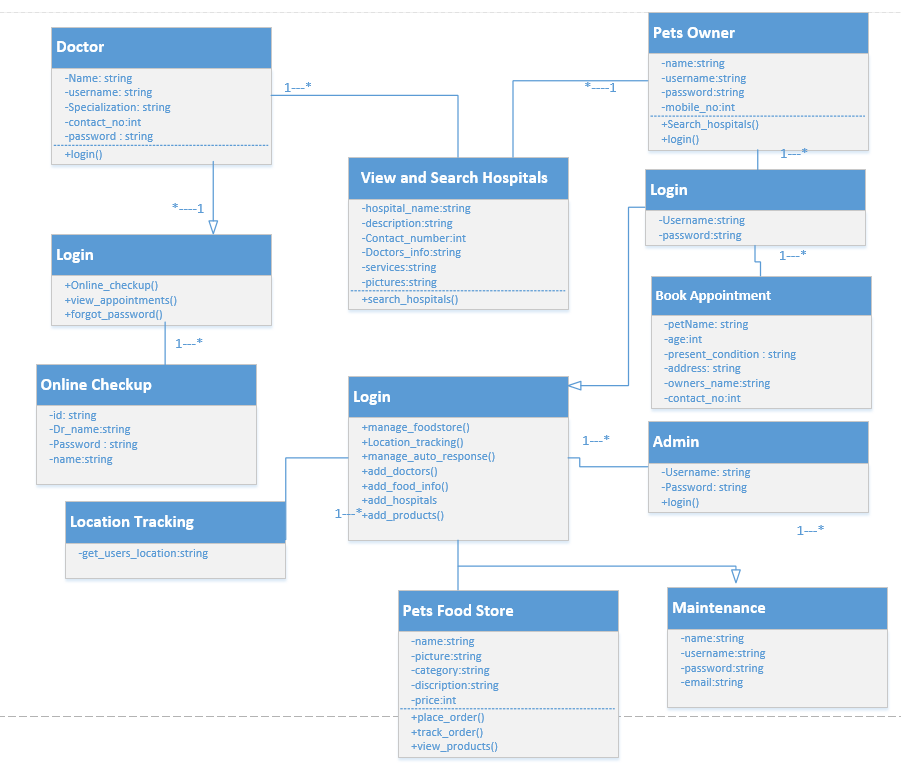 Doctor
-Name: string
-username: string
-Specialization: string
-contact_no:int
-password : string
+login()
1---*
*----1
Pets Owner
-name:string
-username:string
-password:string
-mobile_no:int
+Search_hospitals()
+login()
1---*
View and Search Hospitals
-hospital_name:string
-description:string
-Contact_number:int
-Doctors_info:string
-services:string
-pictures:string
+search_hospitals()
Login
-Username:string
-password:string
1---*
*----1
Login
+Online_checkup()
+view_appointments()
+forgot_password()
1---*
Book Appointment
-petName: string
-age:int
-present_condition : string
-address: string
-owners_name:string
-contact_no:int
Online Checkup
-id: string
-Dr_name:string
-Password : string
-name:string
Login
+manage_foodstore()
+Location_tracking()
+manage_auto_response()
+add_doctors()
+add_food_info()
+add_hospitals
+add_products()
1---*
1---*
Admin
-Username: string
-Password: string
+login()
1---*
Location Tracking
-get_users_location:string
Pets Food Store
-name:string
-picture:string
-category:string
-discription:string
-price:int
+place_order()
+track_order()
+view_products()
Maintenance
-name:string
-username:string
-password:string
-email:string